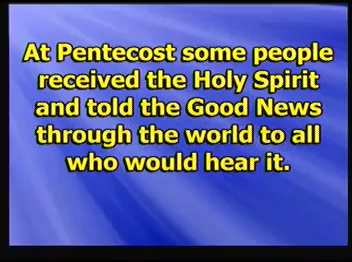 At Pentecost some people
received the Holy Spirit
and told the Good News
through the world to all
who would hear it.